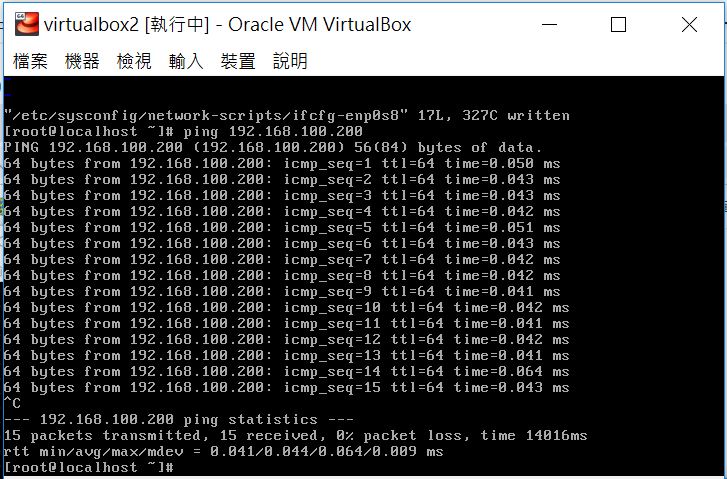 virtualbox2 [執行中] - Oracle VM VirtualBox
檔案 機器 檢視 輸入 裝置 說明
~
"/etc/sysconfig/network-scripts/ifcfg-enp0s8" 17L, 327C written
[root@localhost ~]# ping 192.168.100.200
PING 192.168.100.200 (192.168.100.200) 56(84) bytes of data.
64 bytes from 192.168.100.200: icmp_seq=1 ttl=64 time=0.050 ms
64 bytes from 192.168.100.200: icmp_seq=2 ttl=64 time=0.043 ms
64 bytes from 192.168.100.200: icmp_seq=3 ttl=64 time=0.043 ms
64 bytes from 192.168.100.200: icmp_seq=4 ttl=64 time=0.042 ms
64 bytes from 192.168.100.200: icmp_seq=5 ttl=64 time=0.051 ms
64 bytes from 192.168.100.200: icmp_seq=6 ttl=64 time=0.043 ms
64 bytes from 192.168.100.200: icmp_seq=7 ttl=64 time=0.042 ms
64 bytes from 192.168.100.200: icmp_seq=8 ttl=64 time=0.042 ms
64 bytes from 192.168.100.200: icmp_seq=9 ttl=64 time=0.041 ms
64 bytes from 192.168.100.200: icmp_seq=10 ttl=64 time=0.042 ms
64 bytes from 192.168.100.200: icmp_seq=11 ttl=64 time=0.041 ms
64 bytes from 192.168.100.200: icmp_seq=12 ttl=64 time=0.042 ms
64 bytes from 192.168.100.200: icmp_seq=13 ttl=64 time=0.041 ms
64 bytes from 192.168.100.200: icmp_seq=14 ttl=64 time=0.064 ms
64 bytes from 192.168.100.200: icmp_seq=15 ttl=64 time=0.043 ms
^C
--- 192.168.100.200 ping statistics ---
15 packets transmitted, 15 received, 0% packet loss, time 14016ms
rtt min/avg/max/mdev = 0.041/0.044/0.064/0.009 ms
[root@localhost ~]#